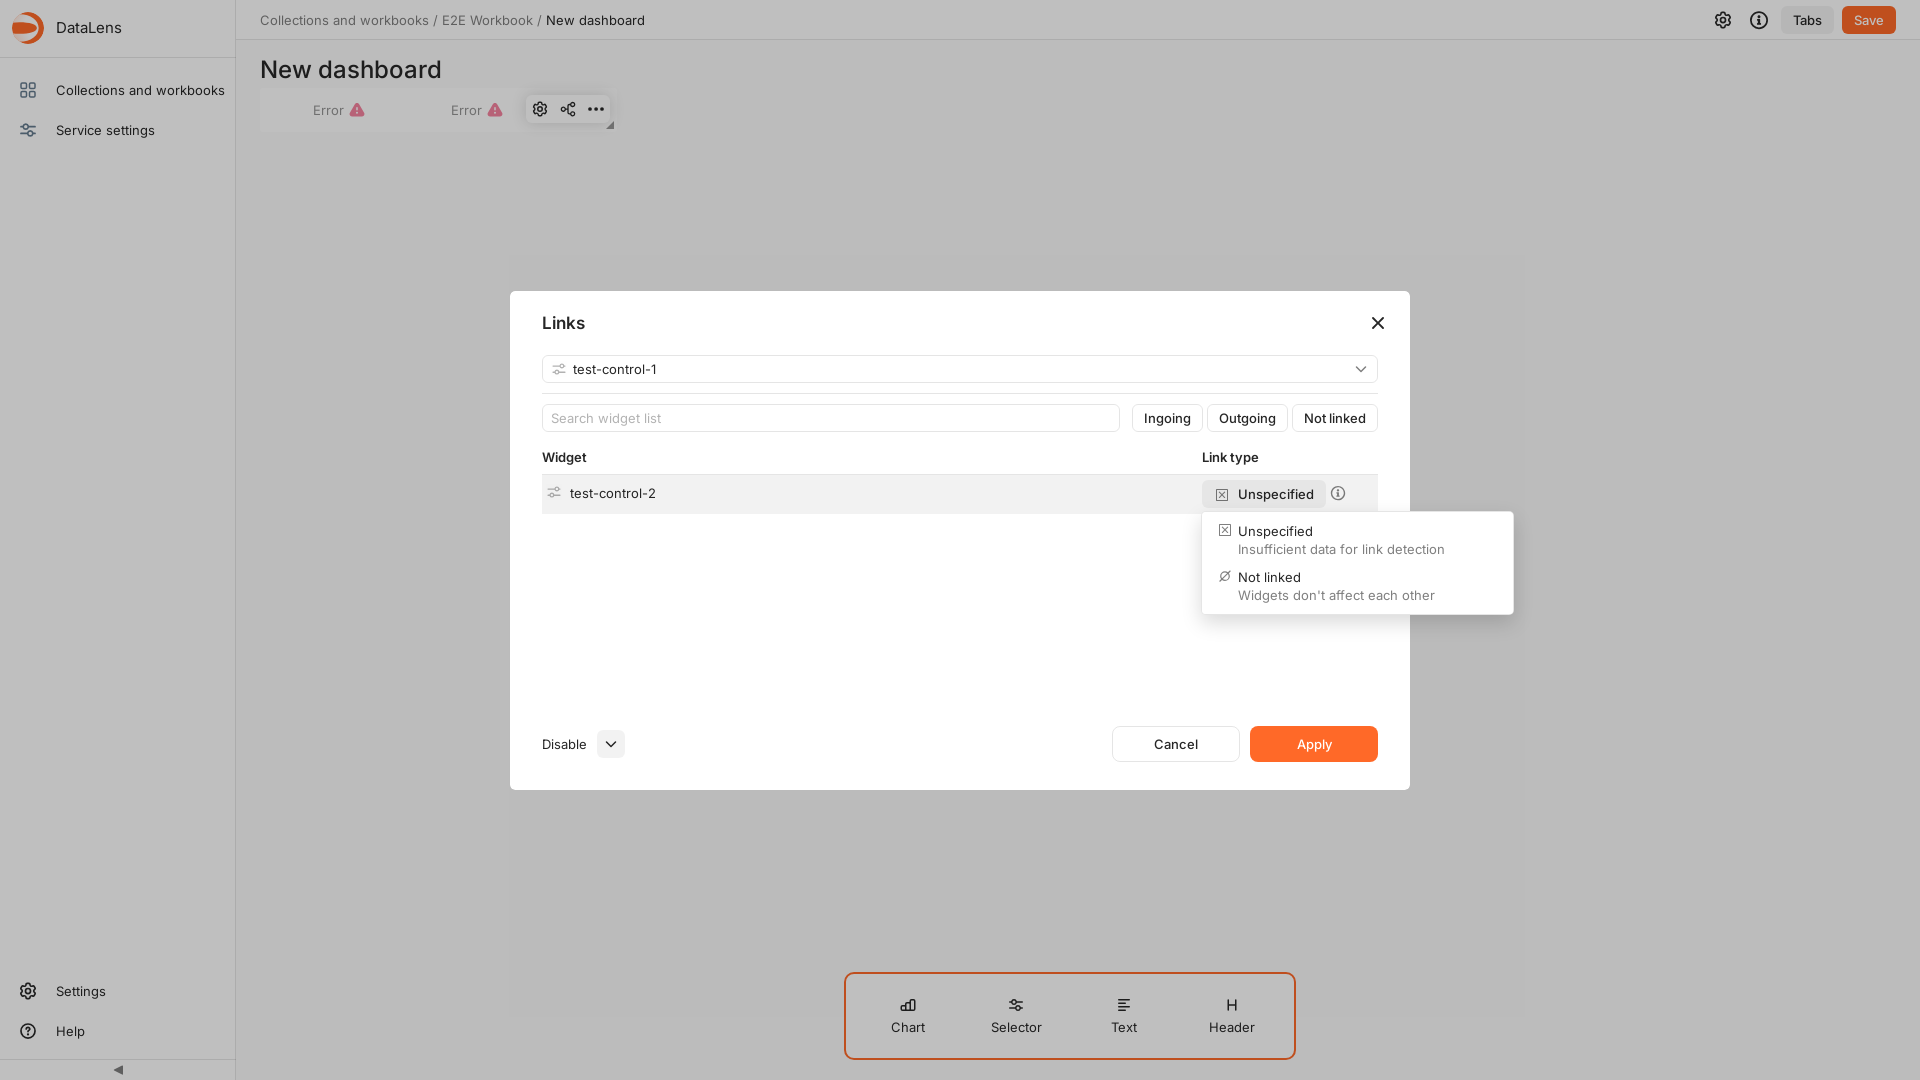 DataLens
Collections and workbooks / E2E Workbook / New dashboard
Tabs
Save
Collections and workbooks
Service settings
New dashboard
Error
Error
Links
test-control-1
Search widget list
Ingoing
Outgoing
Not linked
Widget
Link type
test-control-2
Unspecified
Unspecified
Insufficient data for link detection
Not linked
Widgets don't affect each other
Disable
Cancel
Apply
Settings
Help
Chart
Selector
Text
Header